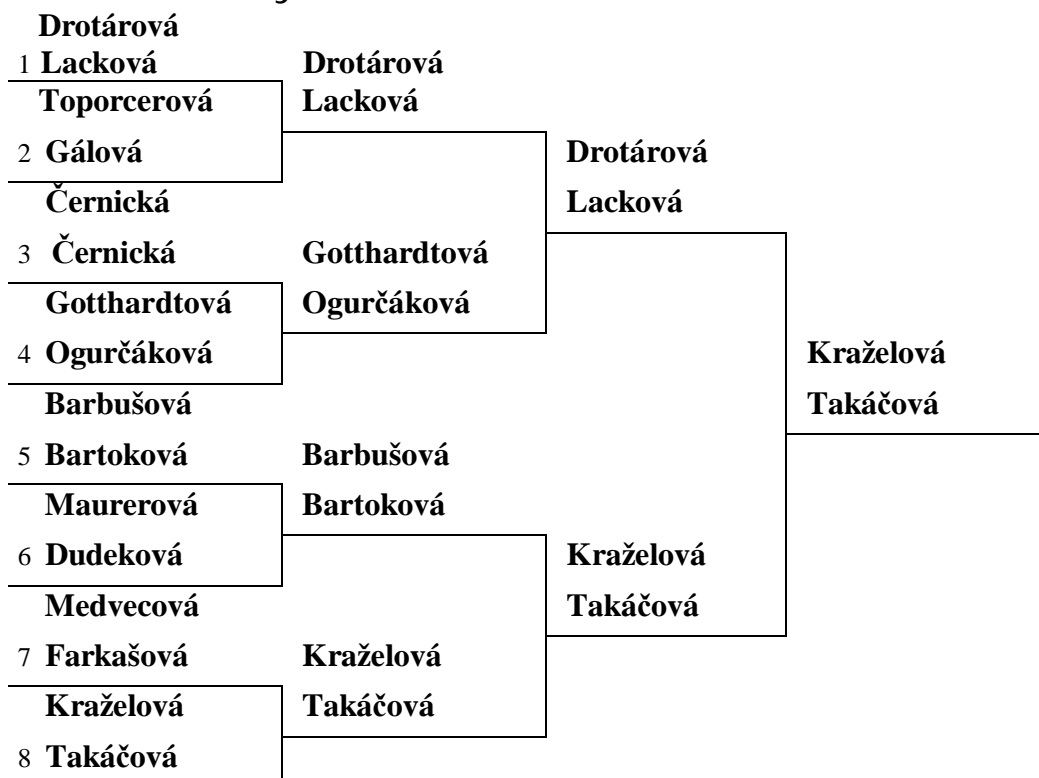 Drotárová
1 Lacková Drotárová
Toporcerová Lacková
2 Gálová Drotárová
Černická Lacková
3 Černická Gotthardtová
Gotthardtová Ogurčáková
4 Ogurčáková Kraželová
Barbušová Takáčová
5 Bartoková Barbušová
Maurerová Bartoková
6 Dudeková Kraželová
Medvecová Takáčová
7 Farkašová Kraželová
Kraželová Takáčová
8 Takáčová